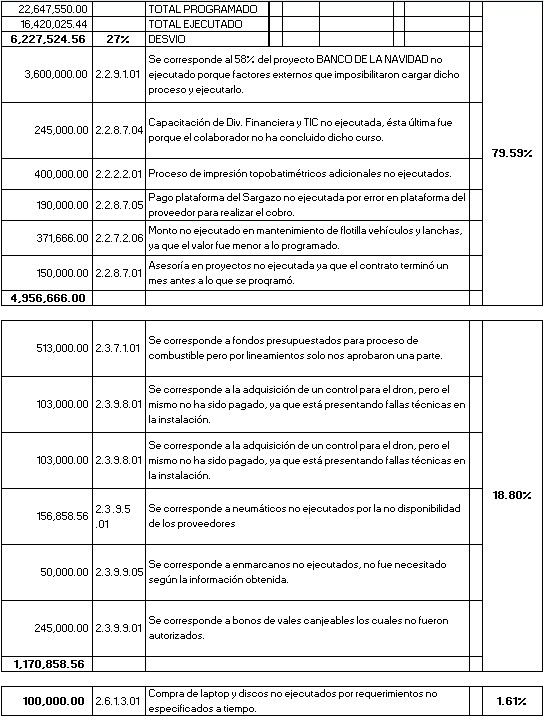 22,647,550.00 TOTAL PROGRAMADO
16,420,025.44 TOTAL EJECUTADO
6,227,524.56 27% DESVIO
3,600,000.00 2.2.9.1.01 Se corresponde al 58% del proyecto BANCO DE LA NAVIDAD no
ejecutado porque factores externos que imposibilitaron cargar dicho
proceso y ejecutarlo.
245,000.00 2.2.8.7.04 Capacitación de Div. Financiera y TIC no ejecutada, ésta última fue
porque el colaborador no ha concluido dicho curso.
79.59%
400,000.00 2.2.2.2.01 Proceso de impresión topobatimétricos adicionales no ejecutados.
190,000.00 2.2.8.7.05 Pago plataforma del Sargazo no ejecutada por error en plataforma del
proveedor para realizar el cobro.
371,666.00 2.2.7.2.06 Monto no ejecutado en mantenimiento de flotilla vehículos y lanchas,
ya que el valor fue menor a lo programado.
150,000.00 2.2.8.7.01 Asesoría en proyectos no ejecutada ya que el contrato terminó un
mes antes a lo que se programó.
4,956,666.00
513,000.00 2.3.7.1.01 Se corresponde a fondos presupuestados para proceso de
combustible pero por lineamientos solo nos aprobaron una parte.
103,000.00 2.3.9.8.01 Se corresponde a la adquisición de un control para el dron, pero el
mismo no ha sido pagado, ya que está presentando fallas técnicas en
la instalación.
103,000.00 2.3.9.8.01 Se corresponde a la adquisición de un control para el dron, pero el
mismo no ha sido pagado, ya que está presentando fallas técnicas en
la instalación.
18.80%
156,858.56 2.3.9.5
.01 Se corresponde a neumáticos no ejecutados por la no disponibilidad
de los proveedores
50,000.00 2.3.9.9.05 Se corresponde a enmarcanos no ejecutados, no fue necesitado
según la información obtenida.
245,000.00 2.3.9.9.01 Se corresponde a bonos de vales canjeables los cuales no fueron
autorizados.
1,170,858.56
100,000.00 2.6.1.3.01 Compra de laptop y discos no ejecutados por requerimientos no
especificados a tiempo.
1.61%